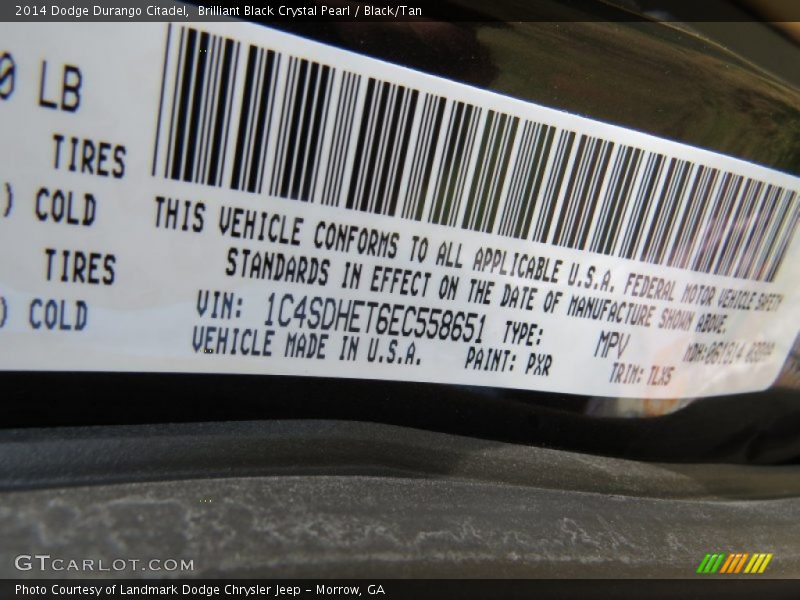 2014 Dodge Durango Citadel, Brilliant Black Crystal Pearl / Black/Tan
0 LB
TIRES
) COLD
TIRES
) COLD
THIS VEHICLE CONFORMS TO ALL APPLICABLE U.S.A. FEDERAL MOTOR VEHICLE SAFETY
STANDARDS IN EFFECT ON THE DATE OF MANUFACTURE SHOWN ABOVE.
VIN: 1C4SDHET6EC558651 TYPE: MPV
VEHICLE MADE IN U.S.A. PAINT: PXR TRIM: TLX5
GTCARLOT.COM
Photo Courtesy of Landmark Dodge Chrysler Jeep – Morrow, GA